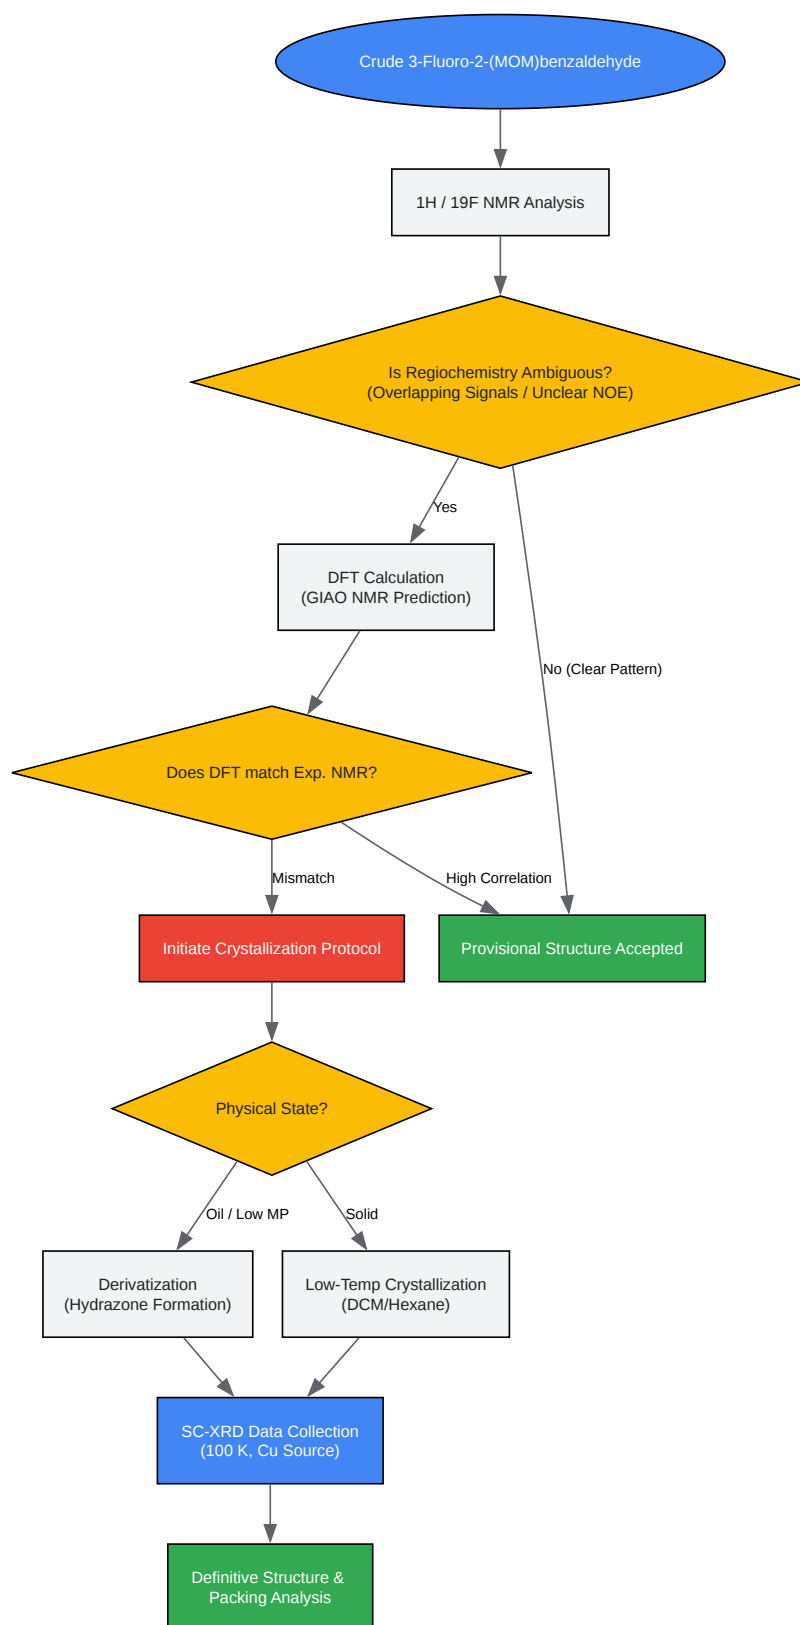 Crude 3-Fluoro-2-(MOM)benzaldehyde
1H / 19F NMR Analysis
Is Regiochemistry Ambiguous?
(Overlapping Signals / Unclear NOE)
Yes
DFT Calculation
(GIAO NMR Prediction)
No (Clear Pattern)
Does DFT match Exp. NMR?
Mismatch
High Correlation
Initiate Crystallization Protocol
Provisional Structure Accepted
Physical State?
Oil / Low MP
Solid
Derivatization
(Hydrazone Formation)
Low-Temp Crystallization
(DCM/Hexane)
SC-XRD Data Collection
(100 K, Cu Source)
Definitive Structure &
Packing Analysis